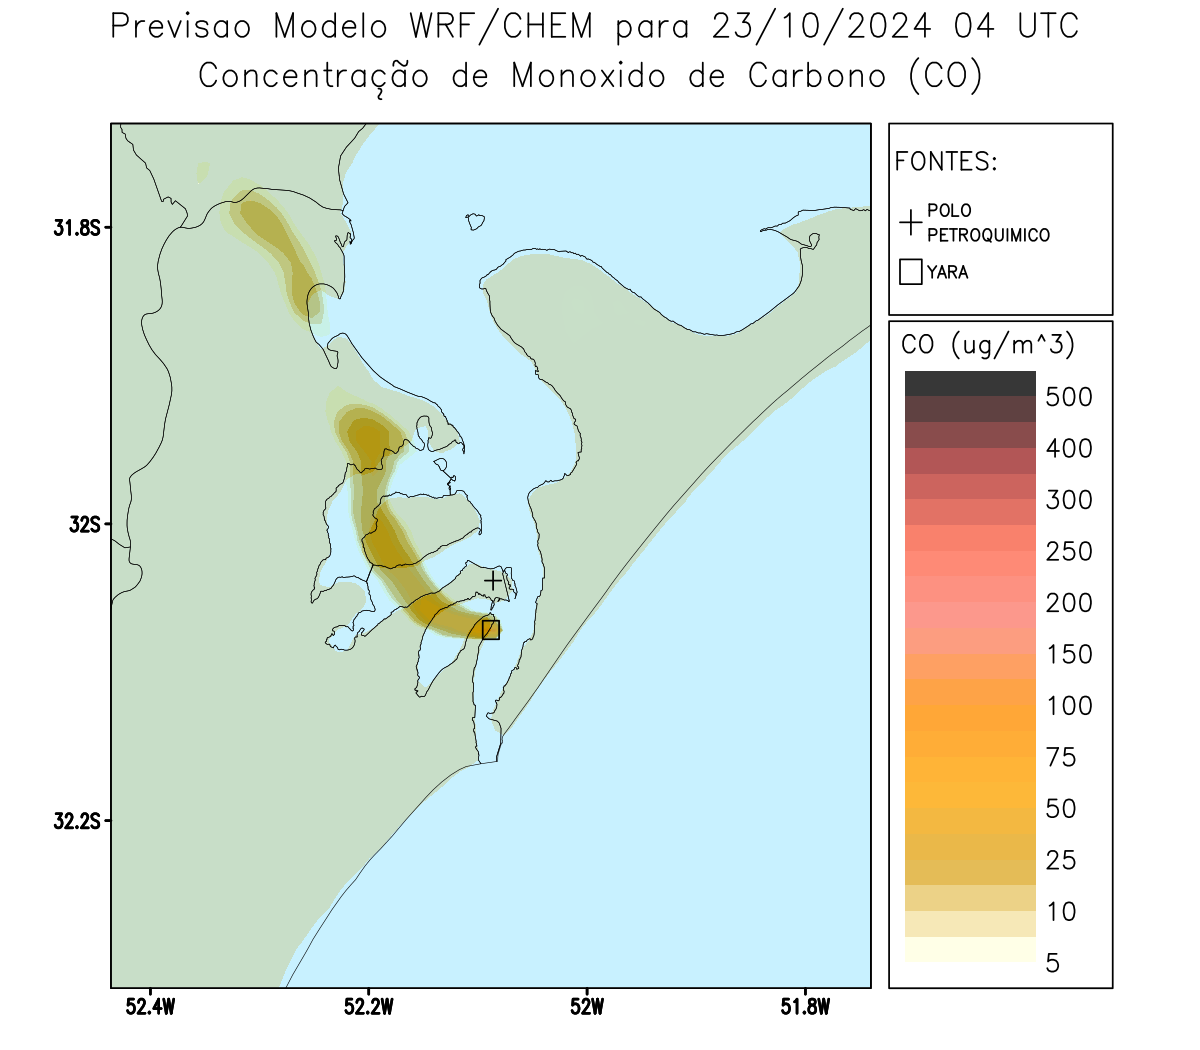 Previsao Modelo WRF/CHEM para 23/10/2024 04 UTC
Concentração de Monoxido de Carbono (CO)
FONTES:
POLO
PETROQUIMICO
YARA
31.8S
32S
32.2S
52.4W
52.2W
52W
51.8W
CO (ug/m^3)
500
400
300
250
200
150
100
75
50
25
10
5